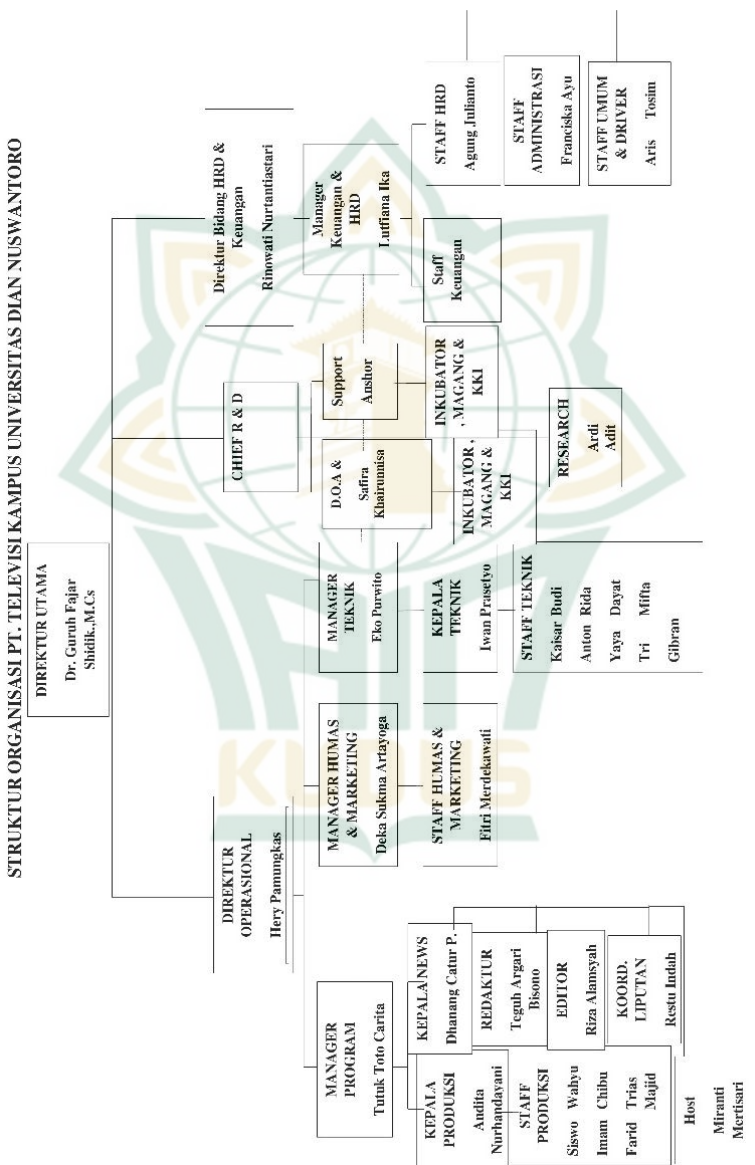 STRUKTUR ORGANISASI PT. TELEVISI KAMPUS UNIVERSITAS DIAN NUSWANTORO
DIREKTUR UTAMA
Dr. Guruh Fajar
Shidik.,M.Cs
DIREKTUR
OPERASIONAL
Hery Pamungkas
CHIEF R & D
Direktur Bidang HRD &
Keuangan
Rinowati Nurtantiastari
MANAGER
PROGRAM
Tutuk Toto Carita
MANAGER HUMAS
& MARKETING
Deka Sukma Artayoga
MANAGER
TEKNIK
Eko Purwito
D.O.A &
Safira
Khairunnisa
Support
Anshor
Manager
Keuangan &
HRD
Lutfiana Ika
KEPALA
PRODUKSI
Andita
Nurhandayani
KEPALA NEWS
Dhanang Catur P.
STAFF HUMAS &
MARKETING
Fitri Merdekawati
KEPALA
TEKNIK
Iwan Prasetyo
INKUBATOR ,
MAGANG &
KKI
INKUBATOR
, MAGANG &
KKI
Staff
Keuangan
STAFF HRD
Agung Julianto
STAFF
PRODUKSI
Siswo Wahyu
Imam Chibu
Farid Trias
Majid
REDAKTUR
Teguh Argari
Bisono
EDITOR
Riza Alamsyah
KOORD.
LIPUTAN
Restu Induh
STAFF TEKNIK
Kaisar Budi
Anton Rida
Yaya Dayat
Tri Mifta
Gibran
RESEARCH
Ardi
Adit
STAFF
ADMINISTRASI
Franciska Ayu
STAFF UMUM
& DRIVER
Aris Tosim
Host
Miranti
Mertisari
KUDUS